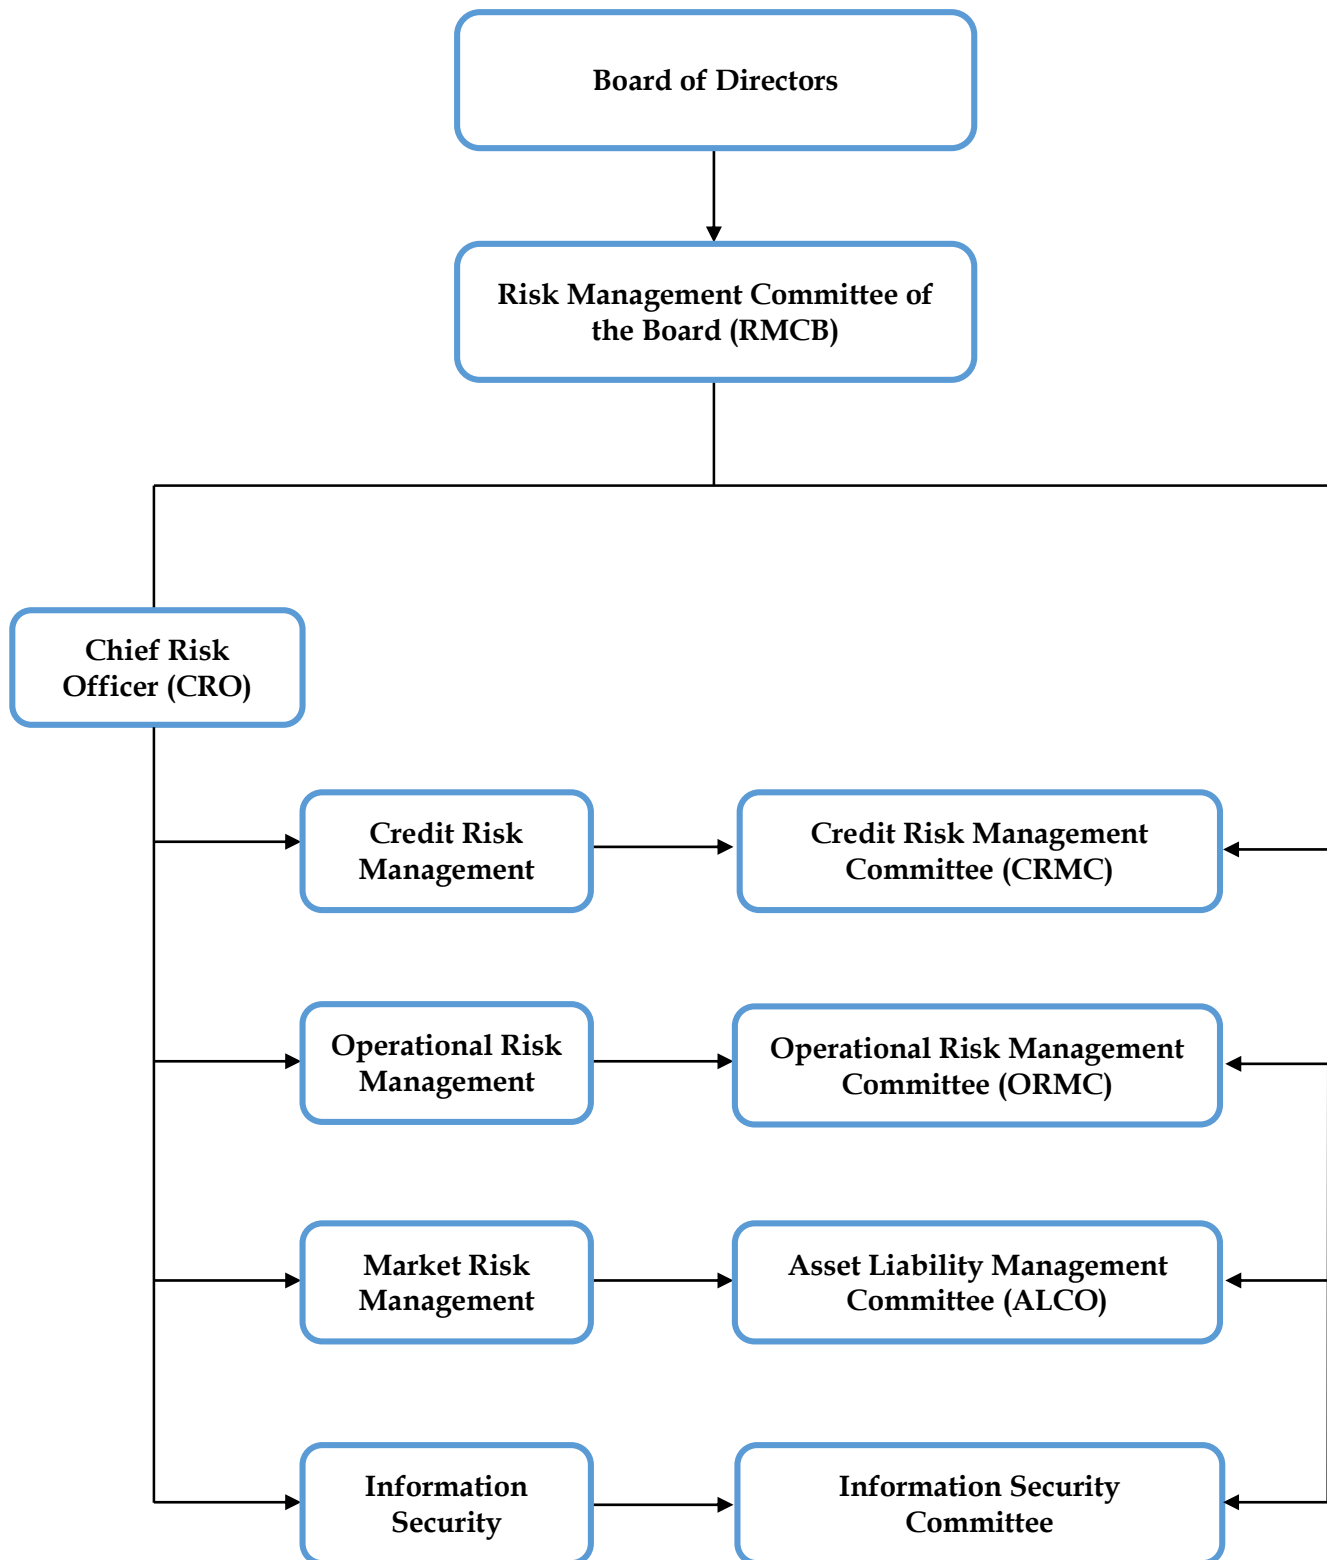 Board of Directors
Risk Management Committee of
the Board (RMCB)
Chief Risk
Officer (CRO)
Credit Risk
Management
Credit Risk Management
Committee (CRMC)
Operational Risk
Management
Operational Risk Management
Committee (ORMC)
Market Risk
Management
Asset Liability Management
Committee (ALCO)
Information
Security
Information Security
Committee